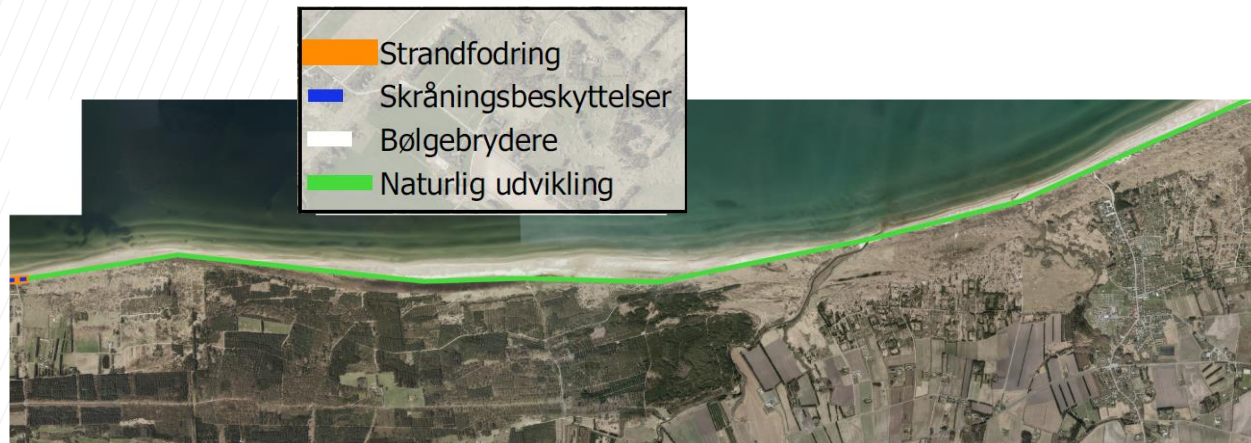 Strandfodring
Skråningsbeskyttelser
Bølgebrydere
Naturlig udvikling